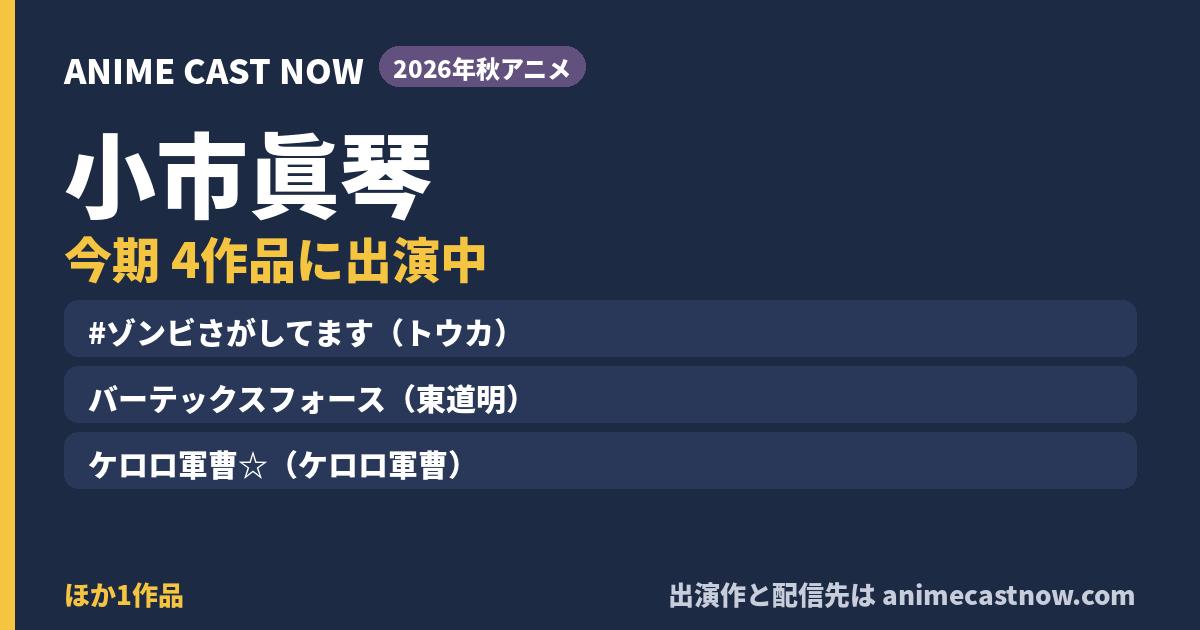 ANIME CAST NOW 2026年秋アニメ
小市眞琴
今期 4作品に出演中
#ゾンビさがしてます（トウカ）
バーテックスフォース（東道明）
ケロロ軍曹☆（ケロロ軍曹）
ほか1作品
出演作と配信先は animecastnow.com